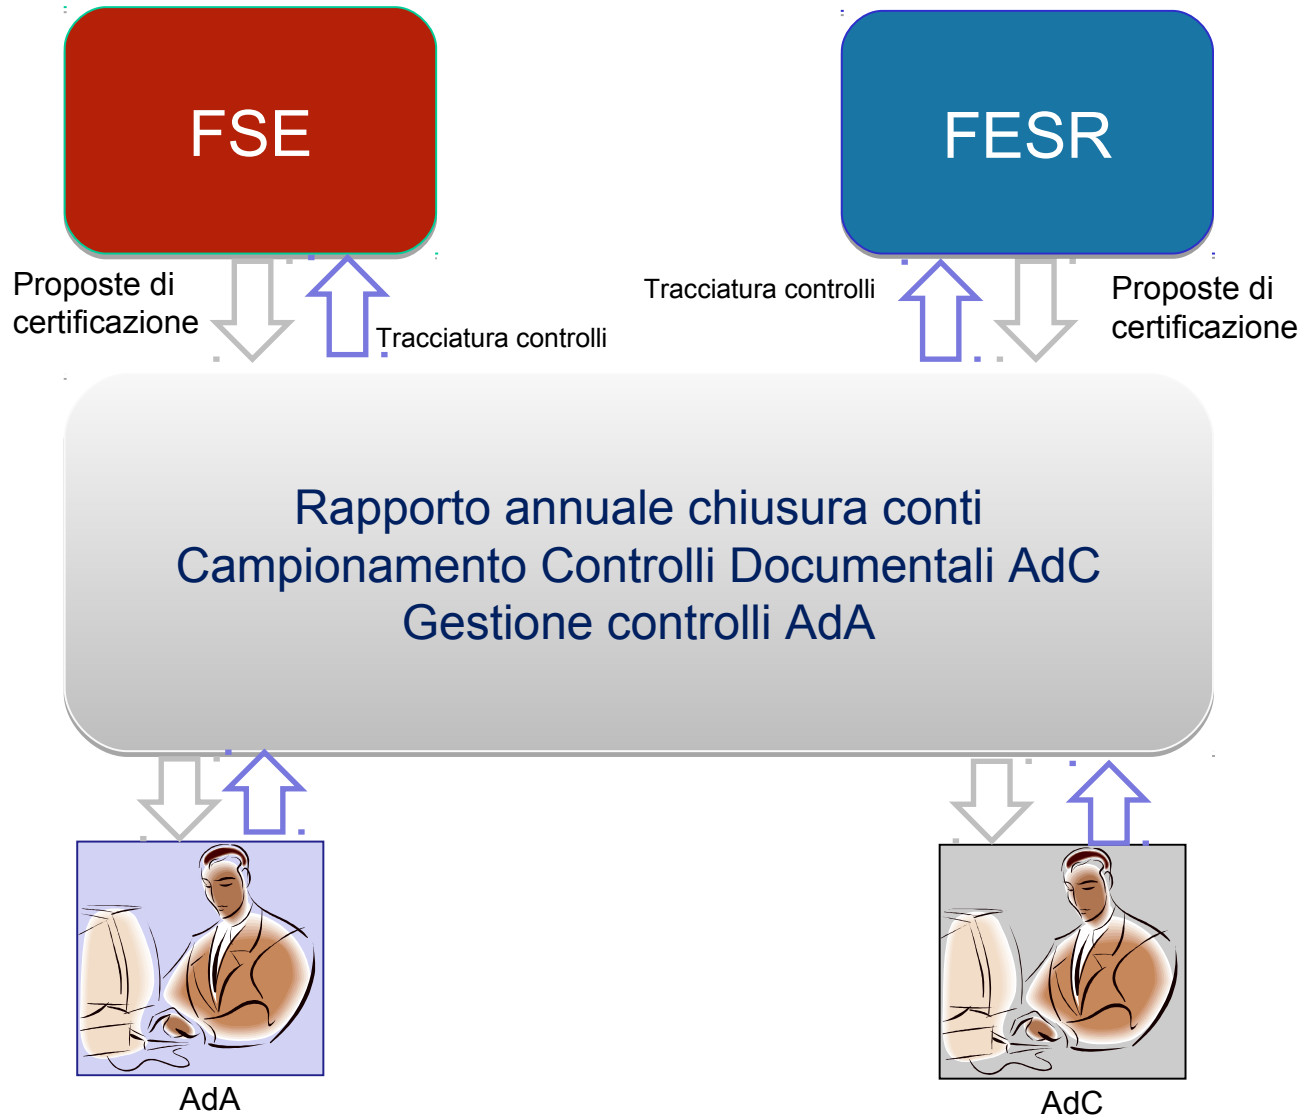 FSE
FESR
Proposte di
certificazione
Tracciatura controlli
Tracciatura controlli
Proposte di
certificazione
Rapporto annuale chiusura conti
Campionamento Controlli Documentali AdC
Gestione controlli AdA
AdA
AdC